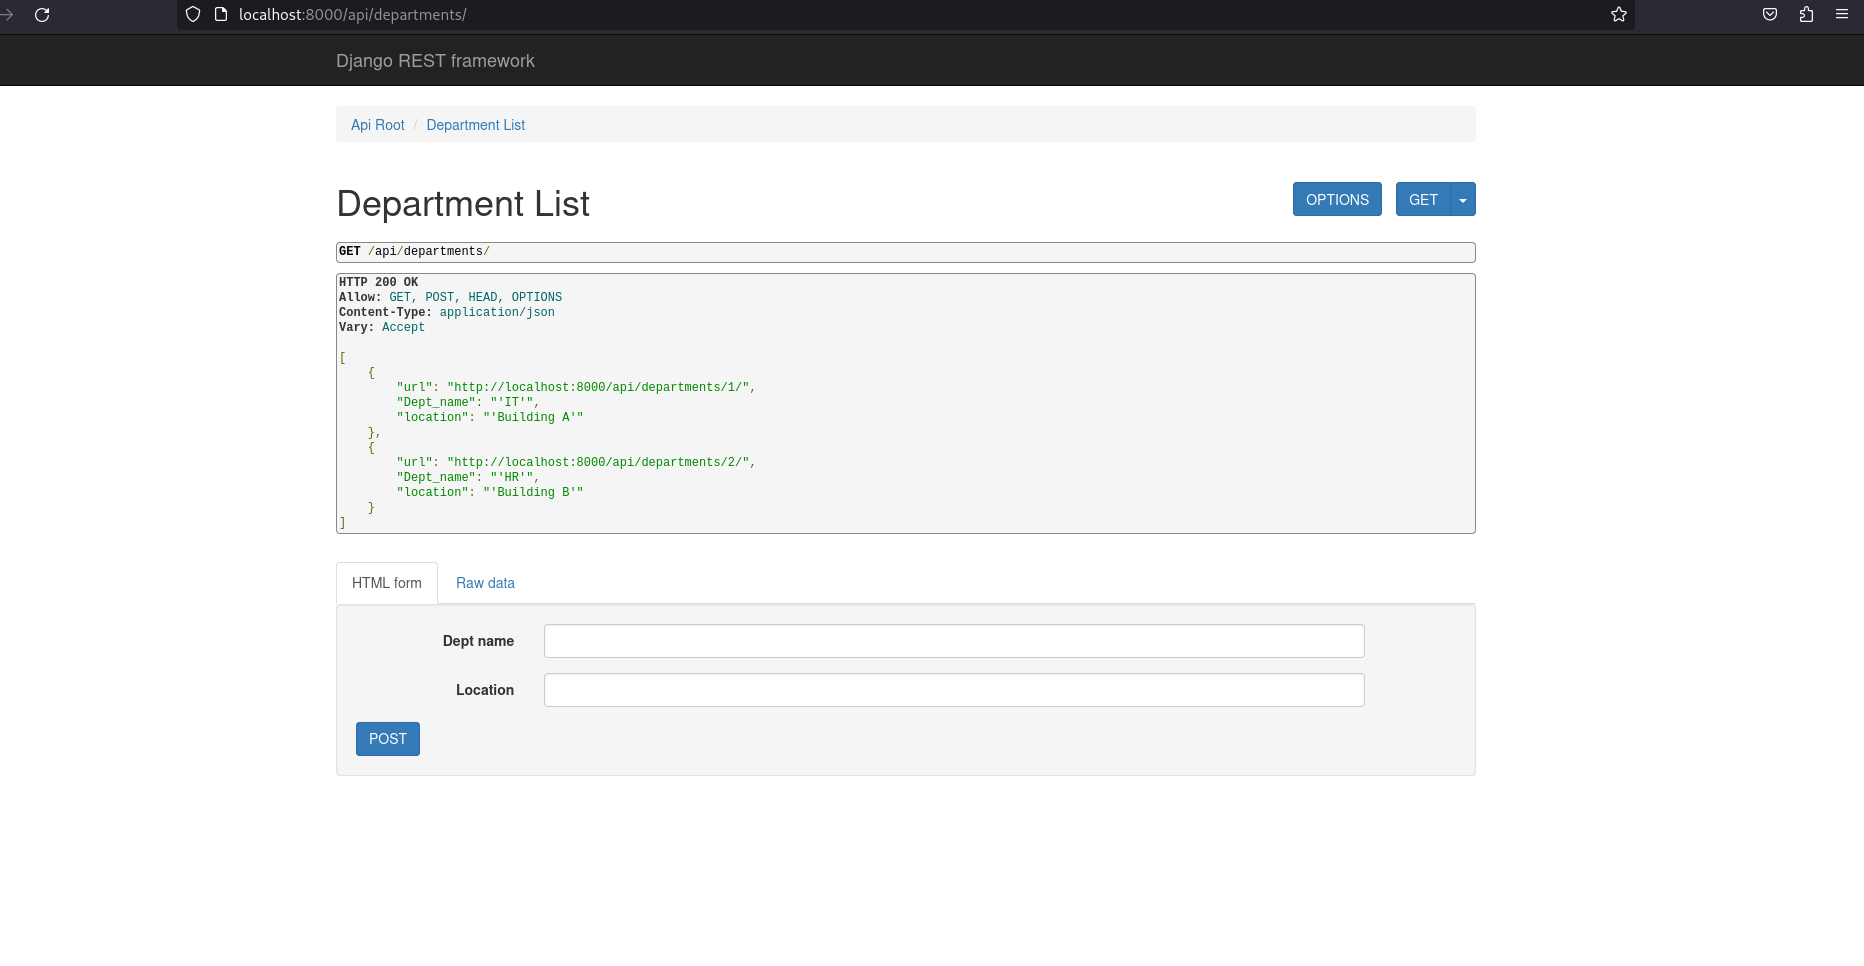 localhost:8000/api/departments/
Django REST framework
Api Root / Department List
Department List
OPTIONS
GET
GET /api/departments/
HTTP 200 OK
Allow: GET, POST, HEAD, OPTIONS
Content-Type: application/json
Vary: Accept
[
    {
        "url": "http://localhost:8000/api/departments/1/",
        "Dept_name": "'IT'",
        "location": "'Building A'"
    },
    {
        "url": "http://localhost:8000/api/departments/2/",
        "Dept_name": "'HR'",
        "location": "'Building B'"
    }
]
HTML form
Raw data
Dept name
Location
POST